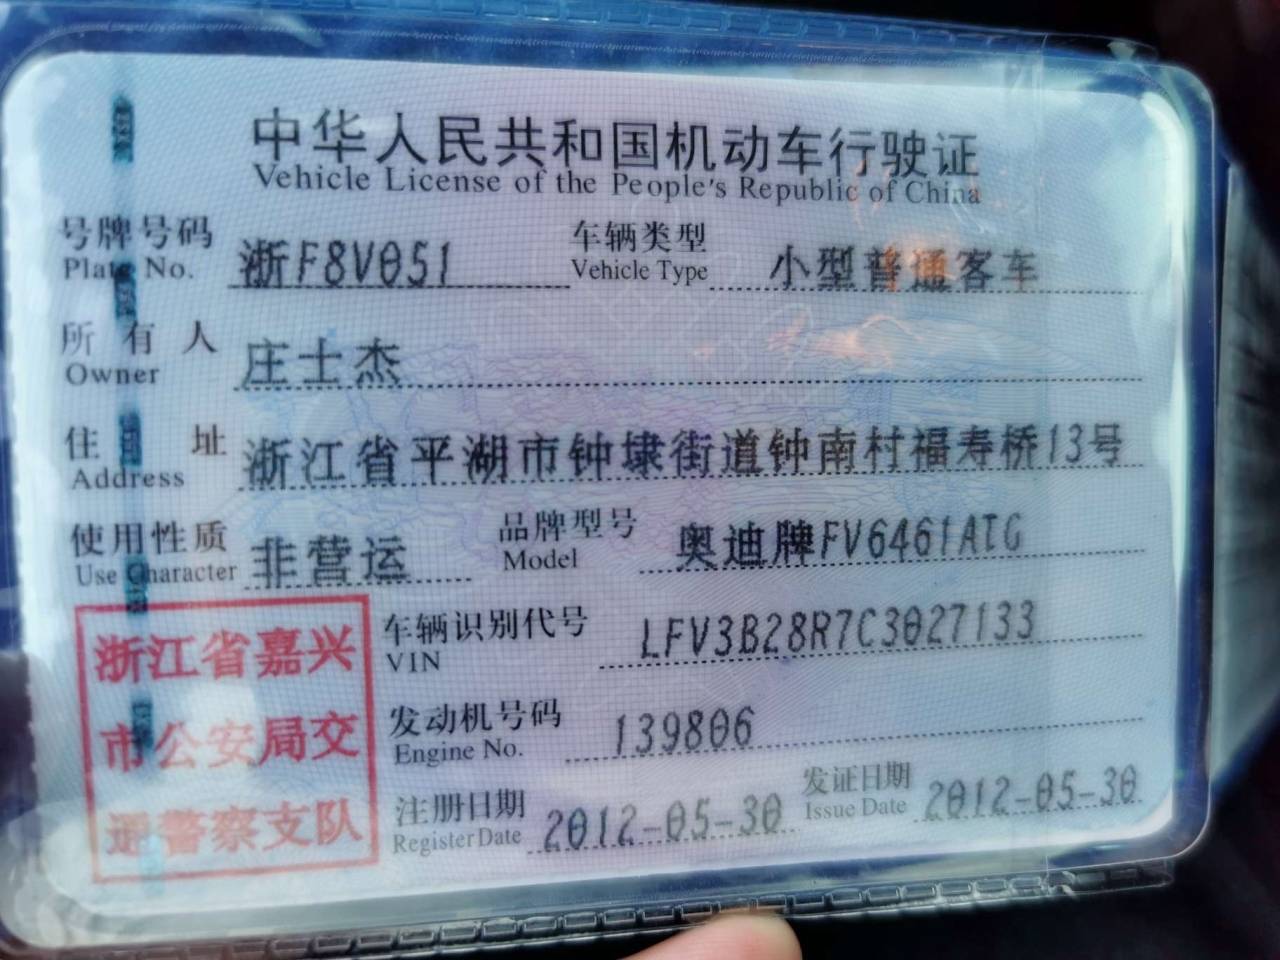 中华人民共和国机动车行驶证
Vehicle License of the People's Republic of China
号牌号码 浙F8V051 车辆类型 小型普通客车
Plate No. Vehicle Type
所有人 庄士杰
Owner
住址 浙江省平湖市钟埭街道钟南村福寿桥13号
Address
使用性质 非营运 品牌型号 奥迪牌FV6461ATG
Use Character Model
浙江省嘉兴
市公安局交
通警察支队
车辆识别代号 LFV3B28R7C3027133
VIN
发动机号码 139806
Engine No.
注册日期 2012-05-30 发证日期 2012-05-30
Register Date Issue Date